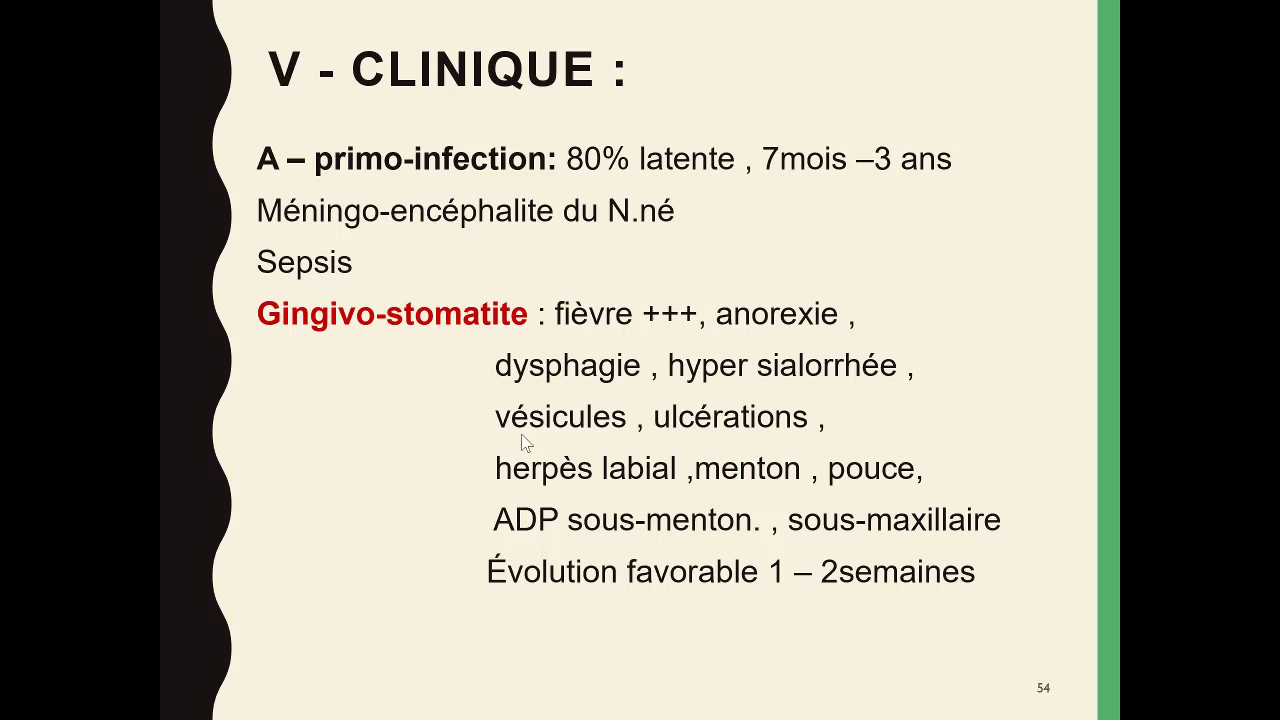 V - CLINIQUE :
A – primo-infection: 80% latente , 7mois –3 ans
Méningo-encéphalite du N.né
Sepsis
Gingivo-stomatite : fièvre +++, anorexie ,
dysphagie , hyper sialorrhée ,
vésicules , ulcérations ,
herpès labial ,menton , pouce,
ADP sous-menton. , sous-maxillaire
Évolution favorable 1 – 2semaines
54